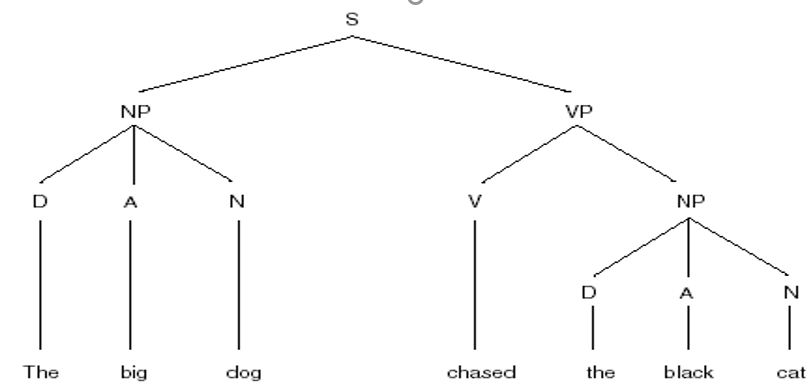 S
NP VP
D A N V NP
D A N
The big dog chased the black cat